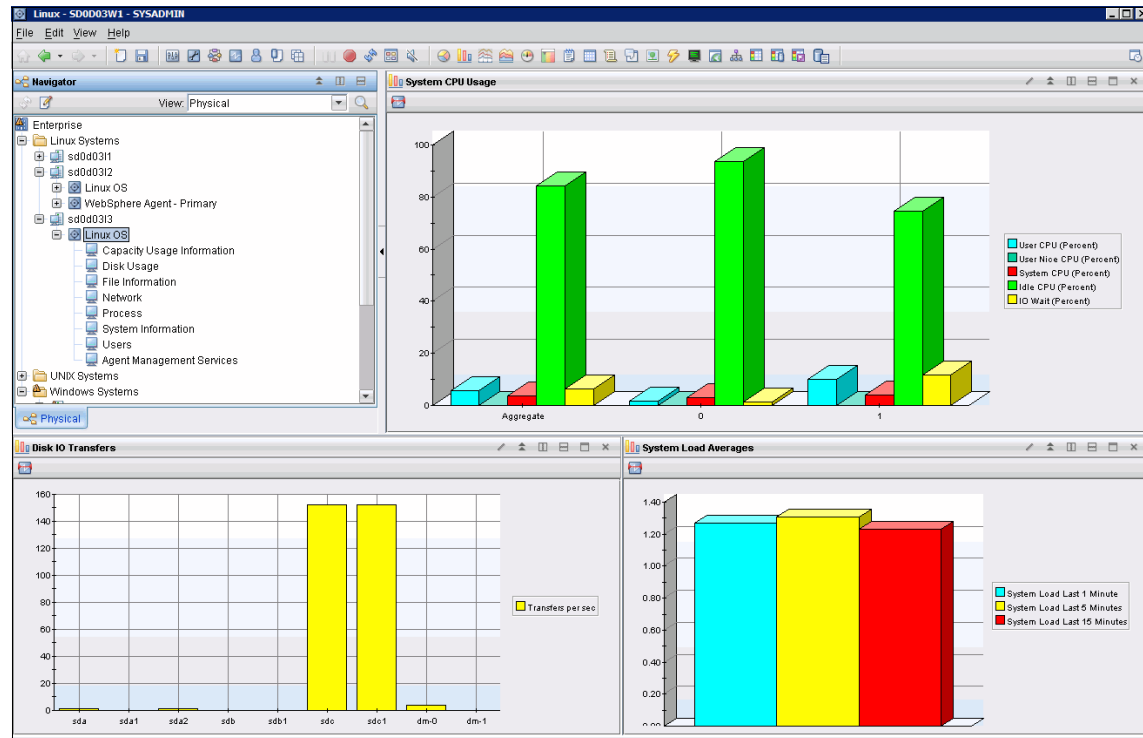 Linux - SD0D03W1 - SYSADMIN
File Edit View Help
Navigator
View: Physical
Enterprise
Linux Systems
sd0d03l1
sd0d03l2
Linux OS
WebSphere Agent - Primary
sd0d03l3
Linux OS
Capacity Usage Information
Disk Usage
File Information
Network
Process
System Information
Users
Agent Management Services
UNIX Systems
Windows Systems
Physical
System CPU Usage
100
80
60
40
20
0
Aggregate 0 1
User CPU (Percent)
User Nice CPU (Percent)
System CPU (Percent)
Idle CPU (Percent)
IO Wait (Percent)
Disk IO Transfers
160
140
120
100
80
60
40
20
0
sda sda1 sda2 sdb sdb1 sdc sdc1 dm-0 dm-1
Transfers per sec
System Load Averages
1.40
1.20
1.00
0.80
0.60
0.40
0.20
0.00
System Load Last 1 Minute
System Load Last 5 Minutes
System Load Last 15 Minutes